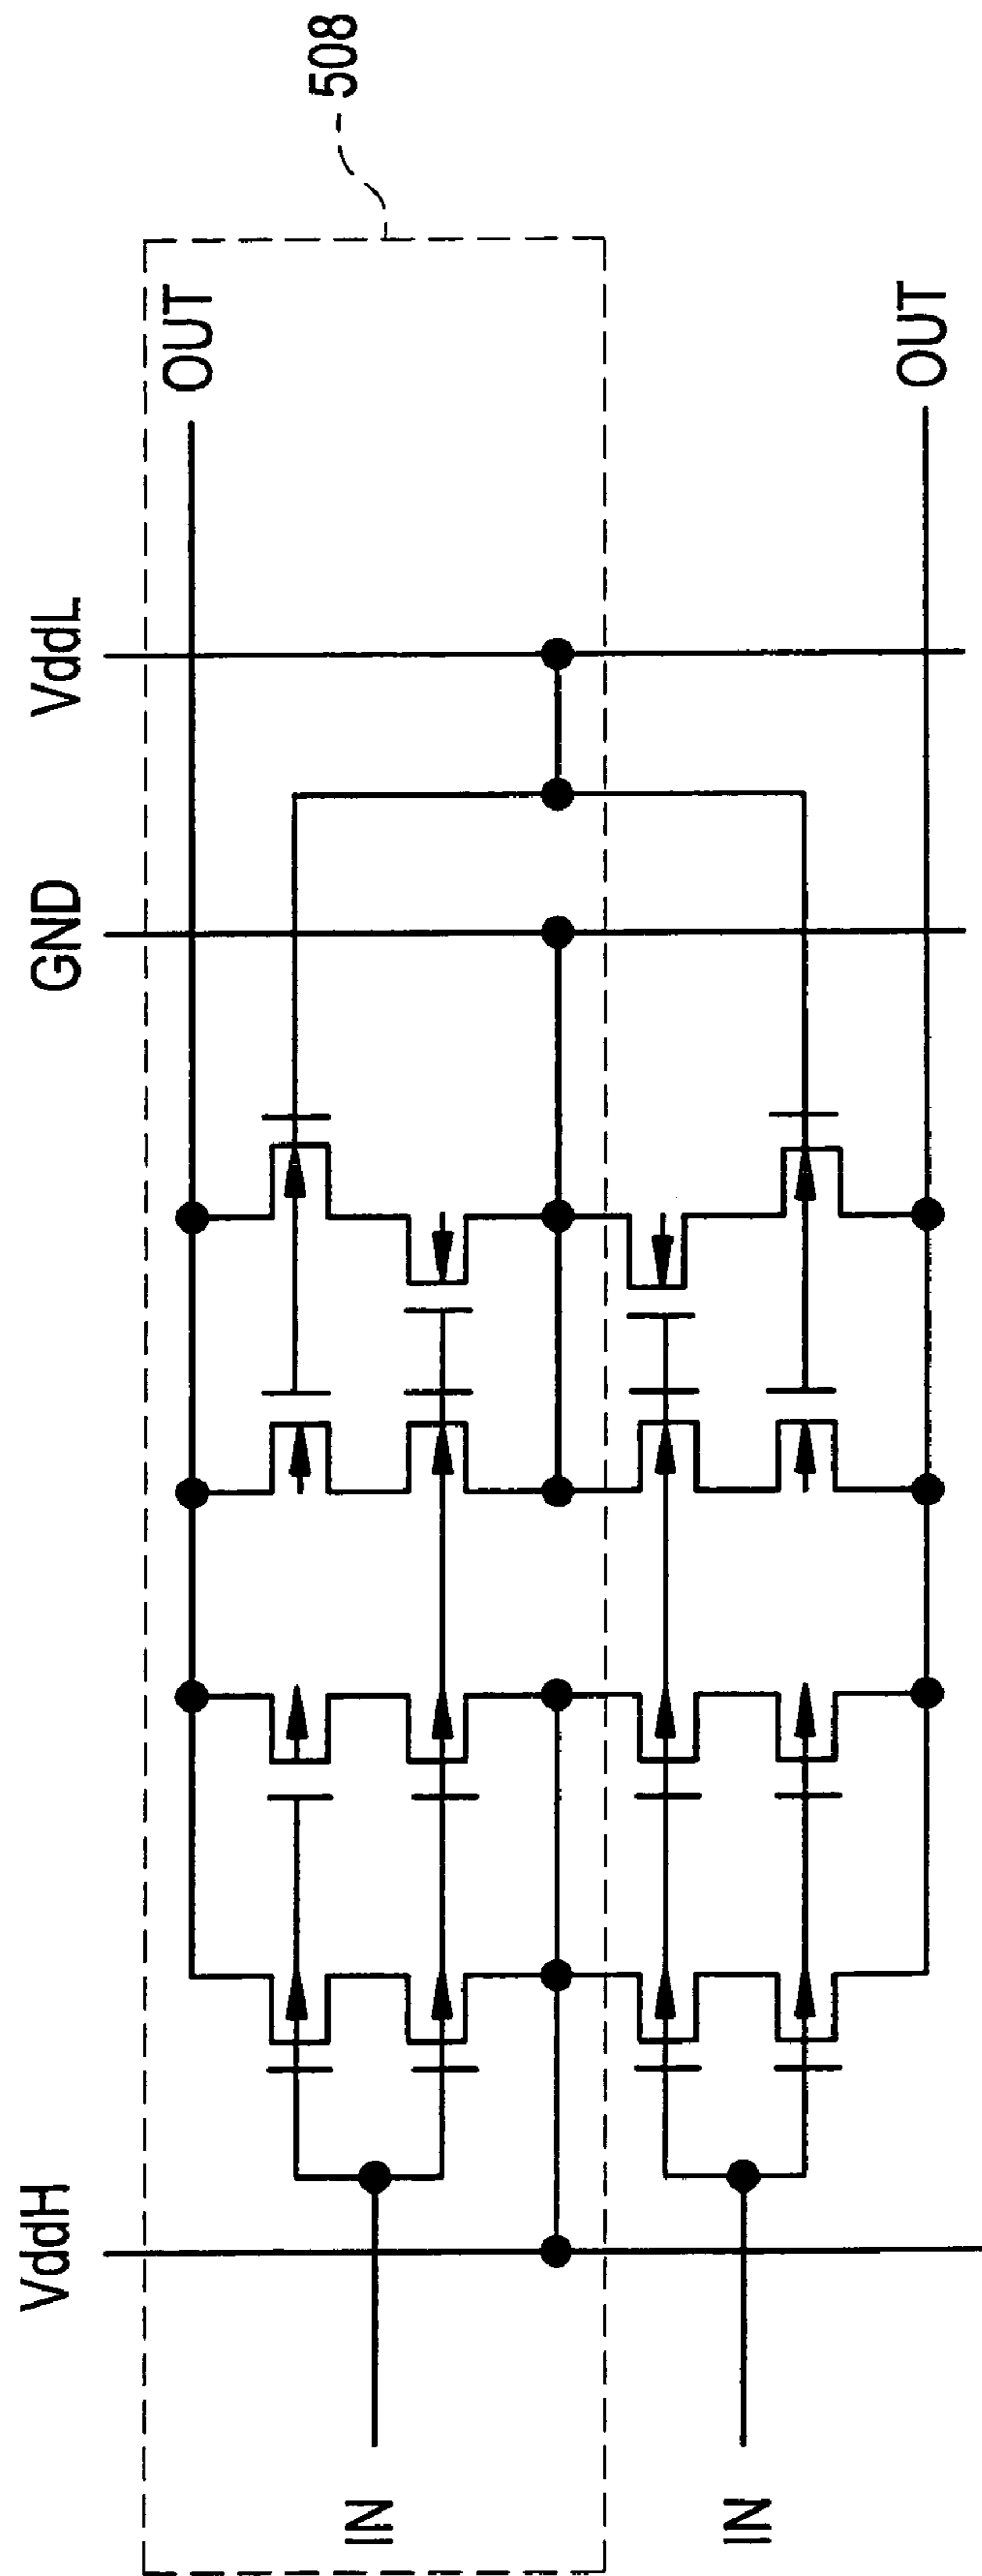 508
OUT
OUT
VddL
GND
VddH
IN
IN